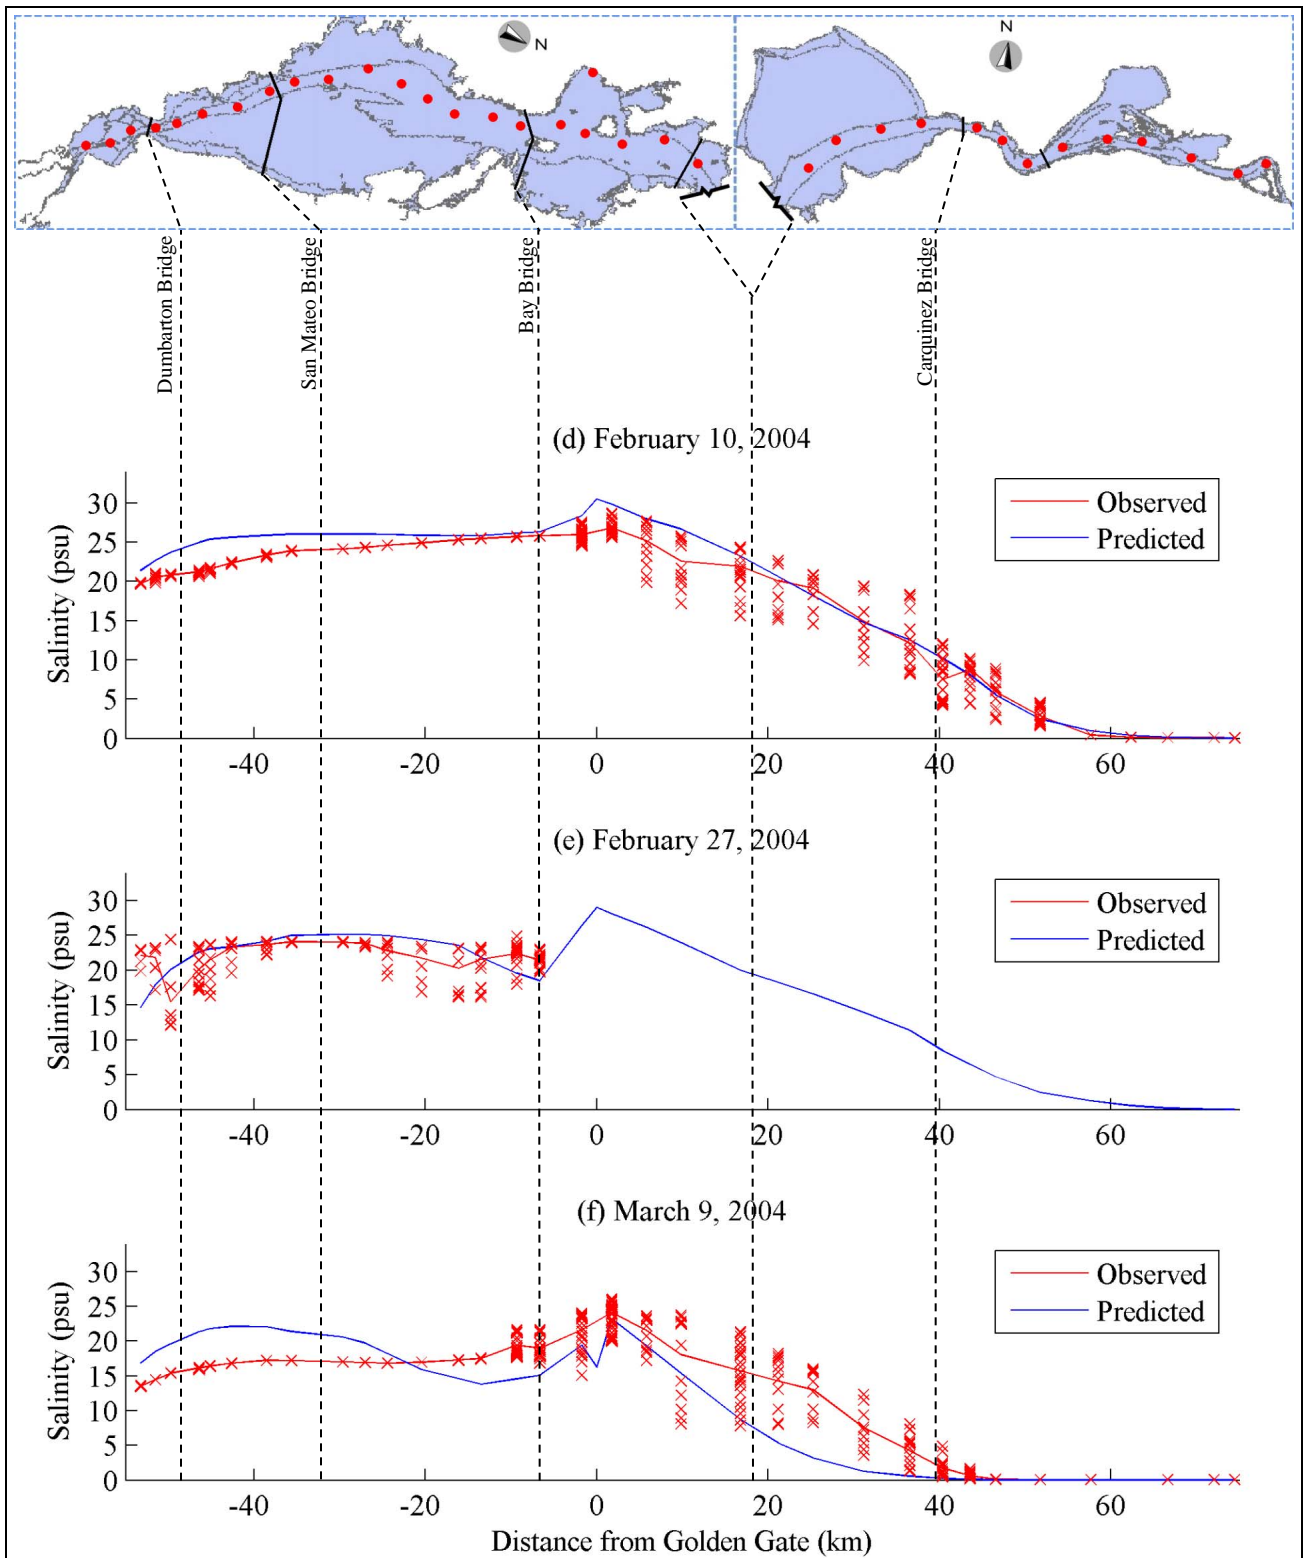 N
N
Dumbarton Bridge
San Mateo Bridge
Bay Bridge
Carquinez Bridge
(d) February 10, 2004
Observed
Predicted
Salinity (psu)
30
25
20
15
10
5
0
-40 -20 0 20 40 60
(e) February 27, 2004
Observed
Predicted
Salinity (psu)
30
25
20
15
10
5
0
-40 -20 0 20 40 60
(f) March 9, 2004
Observed
Predicted
Salinity (psu)
30
25
20
15
10
5
0
-40 -20 0 20 40 60
Distance from Golden Gate (km)